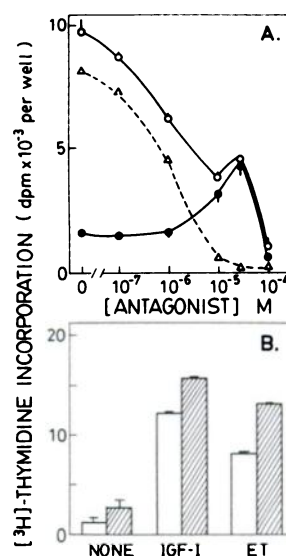 A.
10
5
0
0 10⁻⁷ 10⁻⁶ 10⁻⁵ 10⁻⁴
[ANTAGONIST] M
[³H]-THYMIDINE INCORPORATION ( dpm x 10⁻³ per well )
B.
20
10
0
NONE IGF-I ET